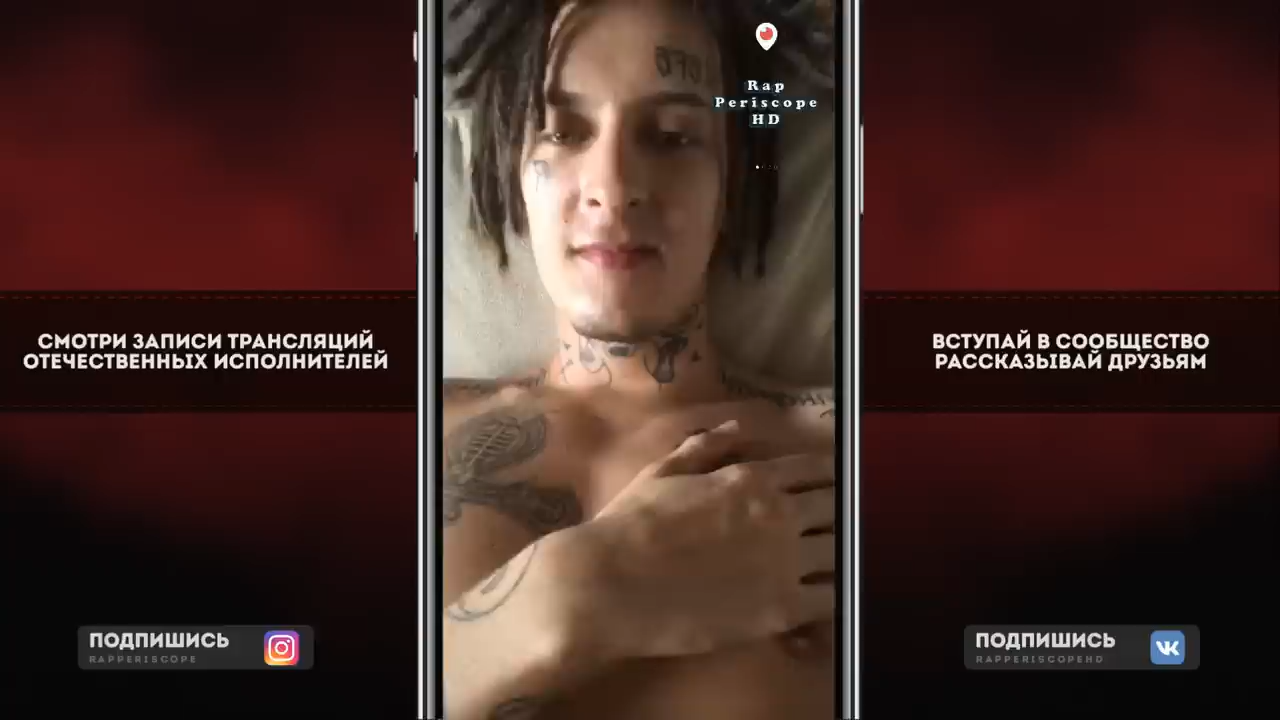 Rap
Periscope
HD
СМОТРИ ЗАПИСИ ТРАНСЛЯЦИЙ
ОТЕЧЕСТВЕННЫХ ИСПОЛНИТЕЛЕЙ
ВСТУПАЙ В СООБЩЕСТВО
РАССКАЗЫВАЙ ДРУЗЬЯМ
ПОДПИШИСЬ
RAPPERISCOPE
ПОДПИШИСЬ
RAPPERISCOPEHD